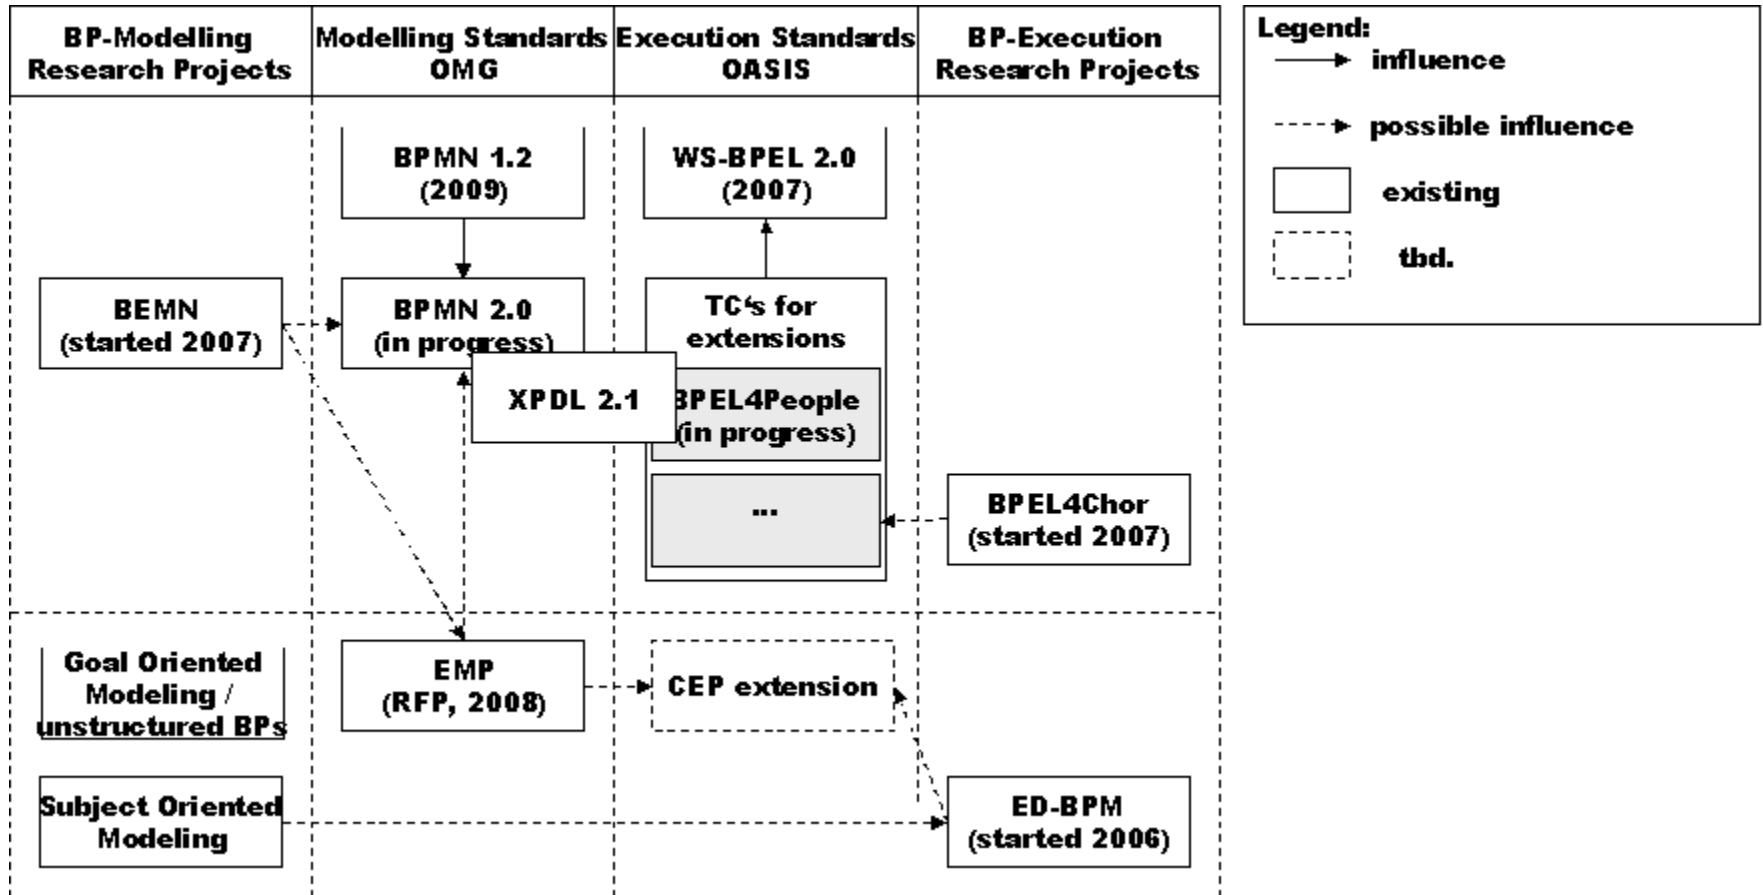 BP-Modelling
Research Projects
Modelling Standards
OMG
Execution Standards
OASIS
BP-Execution
Research Projects
Legend:
influence
possible influence
existing
tbd.
BPMN 1.2
(2009)
WS-BPEL 2.0
(2007)
BEMN
(started 2007)
BPMN 2.0
(in progress)
TC‘s for
extensions
XPDL 2.1
BPEL4People
(in progress)
...
BPEL4Chor
(started 2007)
Goal Oriented
Modeling /
unstructured BPs
EMP
(RFP, 2008)
CEP extension
Subject Oriented
Modeling
ED-BPM
(started 2006)